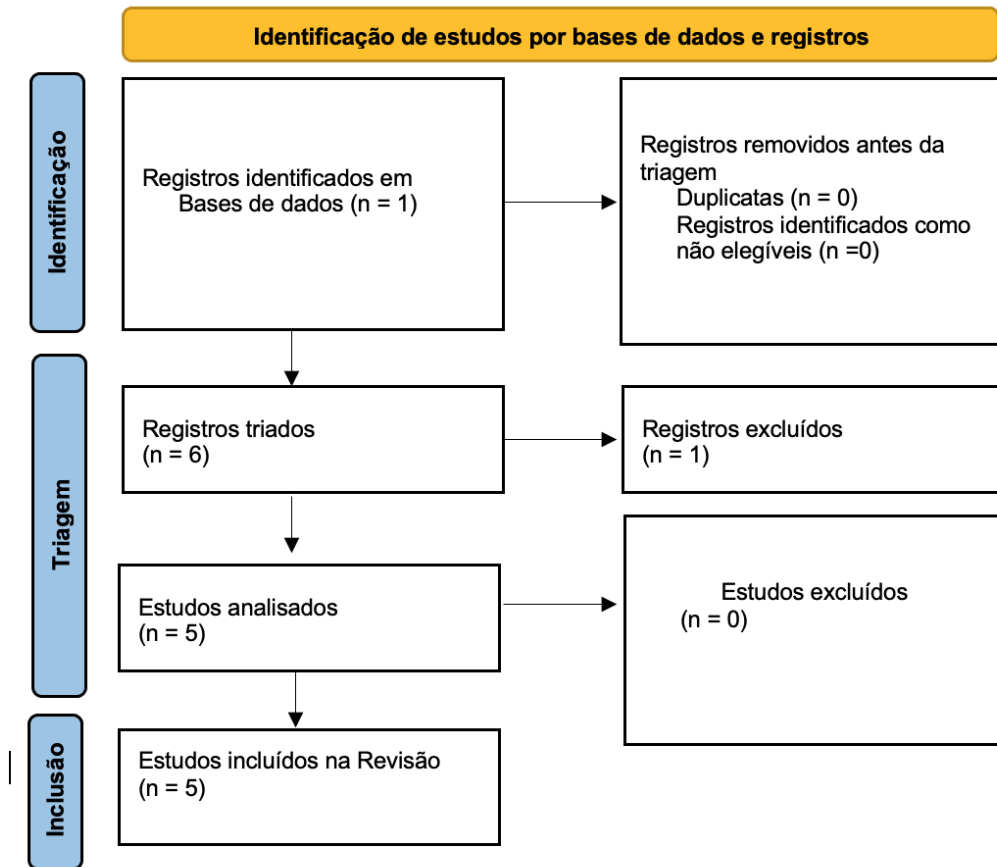 Identificação de estudos por bases de dados e registros
Identificação
Registros identificados em
Bases de dados (n = 1)
Registros removidos antes da
triagem
Duplicatas (n = 0)
Registros identificados como
não elegíveis (n =0)
Triagem
Registros triados
(n = 6)
Registros excluídos
(n = 1)
Estudos analisados
(n = 5)
Estudos excluídos
(n = 0)
Inclusão
Estudos incluídos na Revisão
(n = 5)